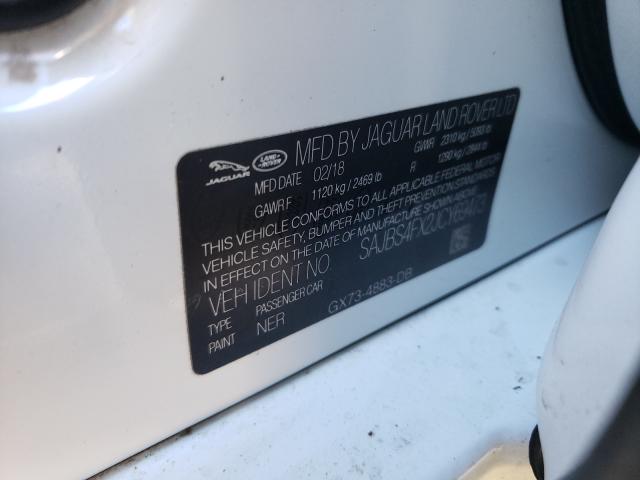 JAGUAR LAND ROVER MFD BY JAGUAR LAND ROVER LTD
MFD DATE 02/18 GVWR 2310 kg / 5093 lb
GAWR F 1120 kg / 2469 lb R 1290 kg / 2844 lb
THIS VEHICLE CONFORMS TO ALL APPLICABLE FEDERAL MOTOR
VEHICLE SAFETY, BUMPER AND THEFT PREVENTION STANDARDS
IN EFFECT ON THE DATE OF MANUFACTURE SHOWN ABOVE.
VEH IDENT NO. SAJBS4FX2JCY69473
TYPE PASSENGER CAR
PAINT NER GX73-4883-DB